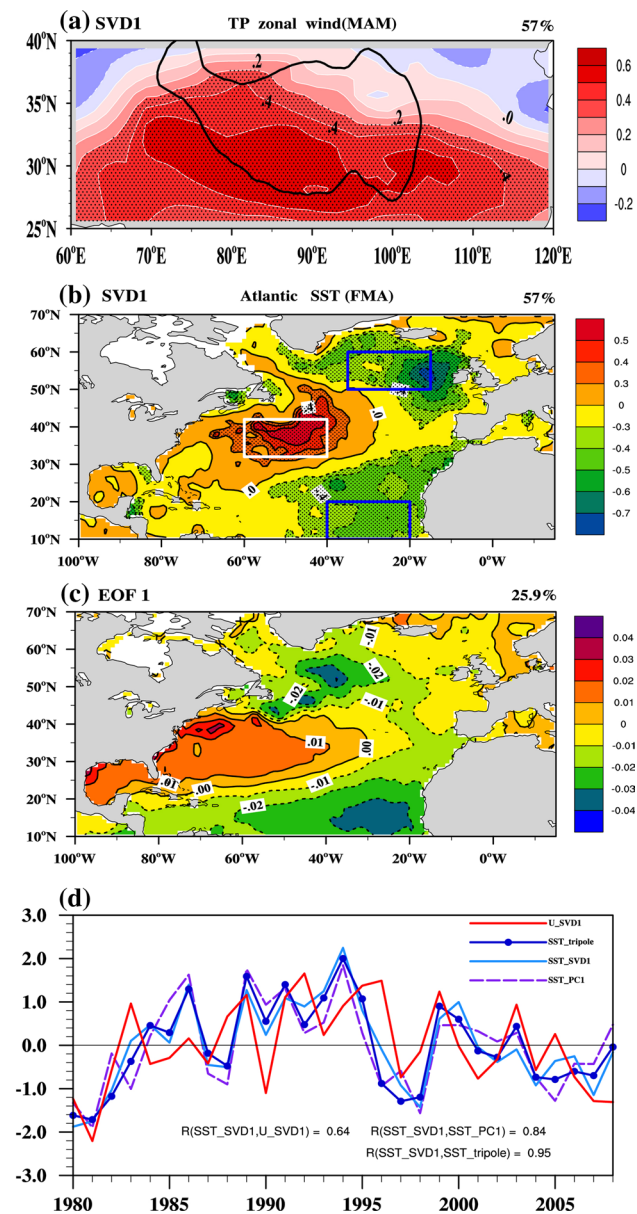 (a) SVD1 TP zonal wind(MAM) 57%
40°N
35°N
30°N
25°N
60°E 70°E 80°E 90°E 100°E 110°E 120°E
.2
.4
.4
.2
.0
.4
0.6
0.4
0.2
0
-0.2
(b) SVD1 Atlantic SST (FMA) 57%
70°N
60°N
50°N
40°N
30°N
20°N
10°N
100°W 80°W 60°W 40°W 20°W 0°W
.4
.0
.0
-.4
0.5
0.4
0.3
0
-0.3
-0.5
-0.6
-0.7
(c) EOF 1 25.9%
70°N
60°N
50°N
40°N
30°N
20°N
10°N
100°W 80°W 60°W 40°W 20°W 0°W
-.01
-.02
-.02
-.01
.01
.00
.01
.00
-.01
-.02
0.04
0.03
0.02
0.01
0
-0.01
-0.02
-0.03
-0.04
(d)
3.0
2.0
1.0
0.0
-1.0
-2.0
-3.0
U_SVD1
SST_tripole
SST_SVD1
SST_PC1
R(SST_SVD1,U_SVD1) = 0.64 R(SST_SVD1,SST_PC1) = 0.84
R(SST_SVD1,SST_tripole) = 0.95
1980 1985 1990 1995 2000 2005